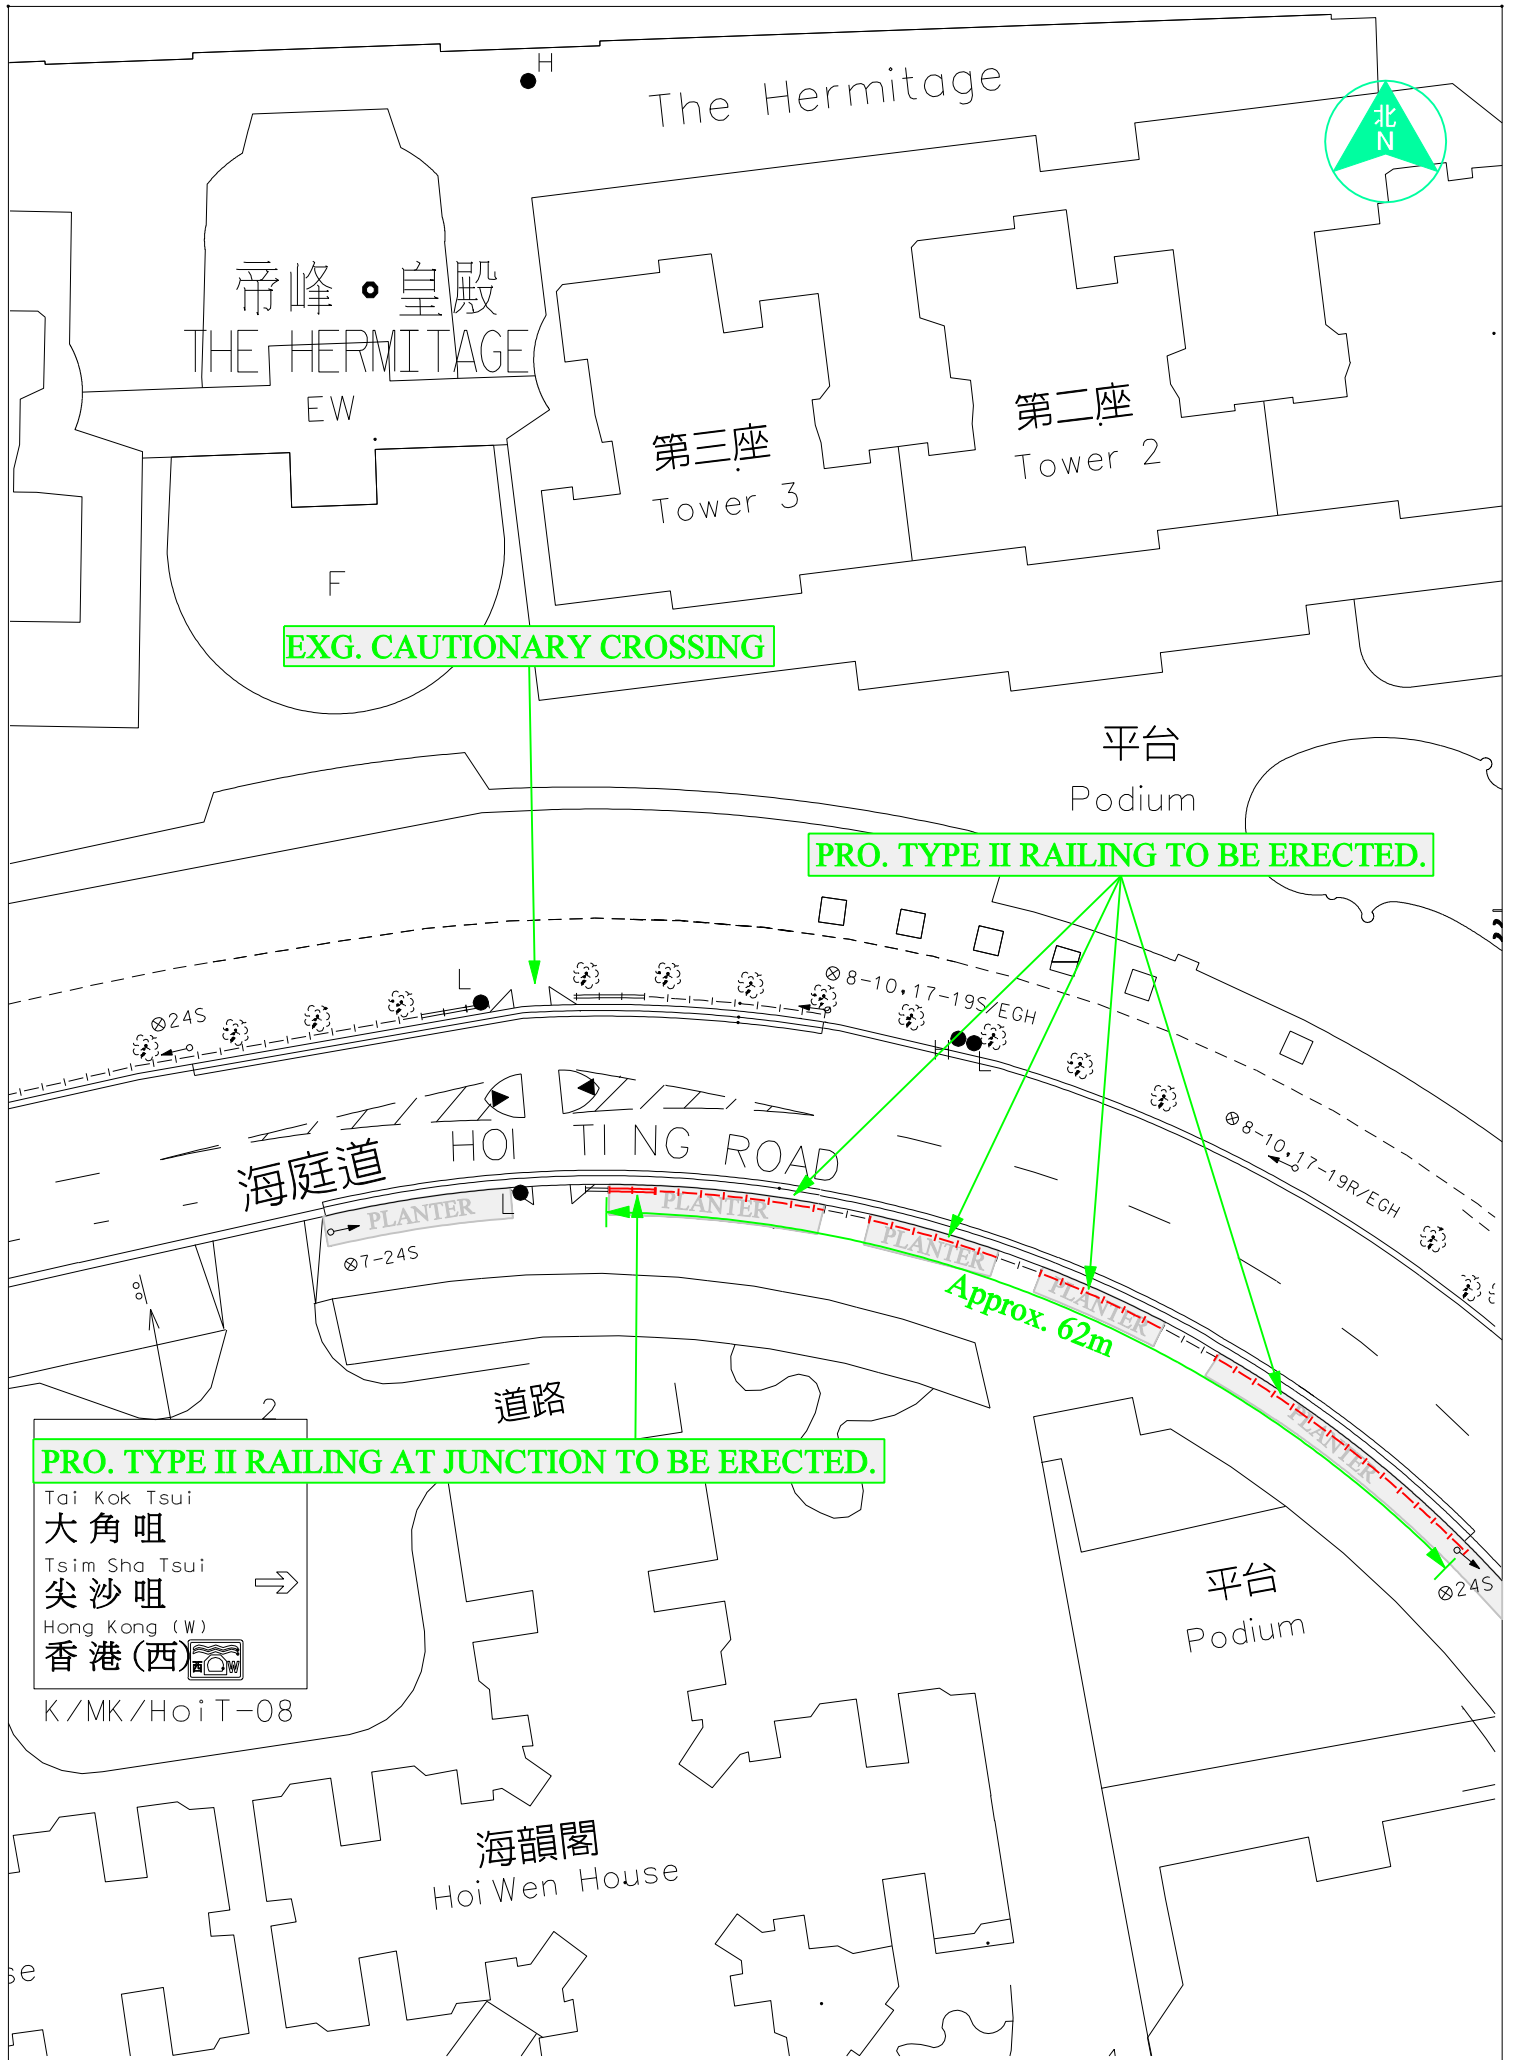 H
The Hermitage
北
N
帝峰•皇殿
THE HERMITAGE
EW
第三座
Tower 3
第二座
Tower 2
F
EXG. CAUTIONARY CROSSING
平台
Podium
PRO. TYPE II RAILING TO BE ERECTED.
L
⊗24S
⊗8-10,17-19S/EGH
H
L
⊗8-10,17-19R/EGH
海庭道
HOI TING ROAD
L
PLANTER
PLANTER
PLANTER
PLANTER
PLANTER
⊗7-24S
Approx. 62m
道路
2
PRO. TYPE II RAILING AT JUNCTION TO BE ERECTED.
Tai Kok Tsui
大角咀
Tsim Sha Tsui
尖沙咀
Hong Kong (W)
香港(西)
西 W
K/MK/HoiT-08
⊗24S
平台
Podium
海韻閣
Hoi Wen House
se